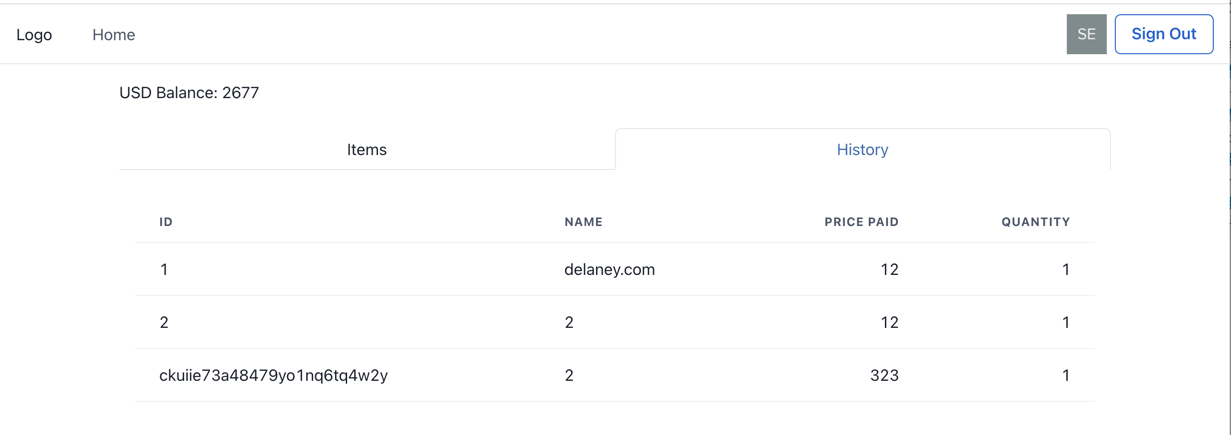 Logo Home SE Sign Out
USD Balance: 2677
Items History
ID NAME PRICE PAID QUANTITY
1 delaney.com 12 1
2 2 12 1
ckuiie73a48479yo1nq6tq4w2y 2 323 1